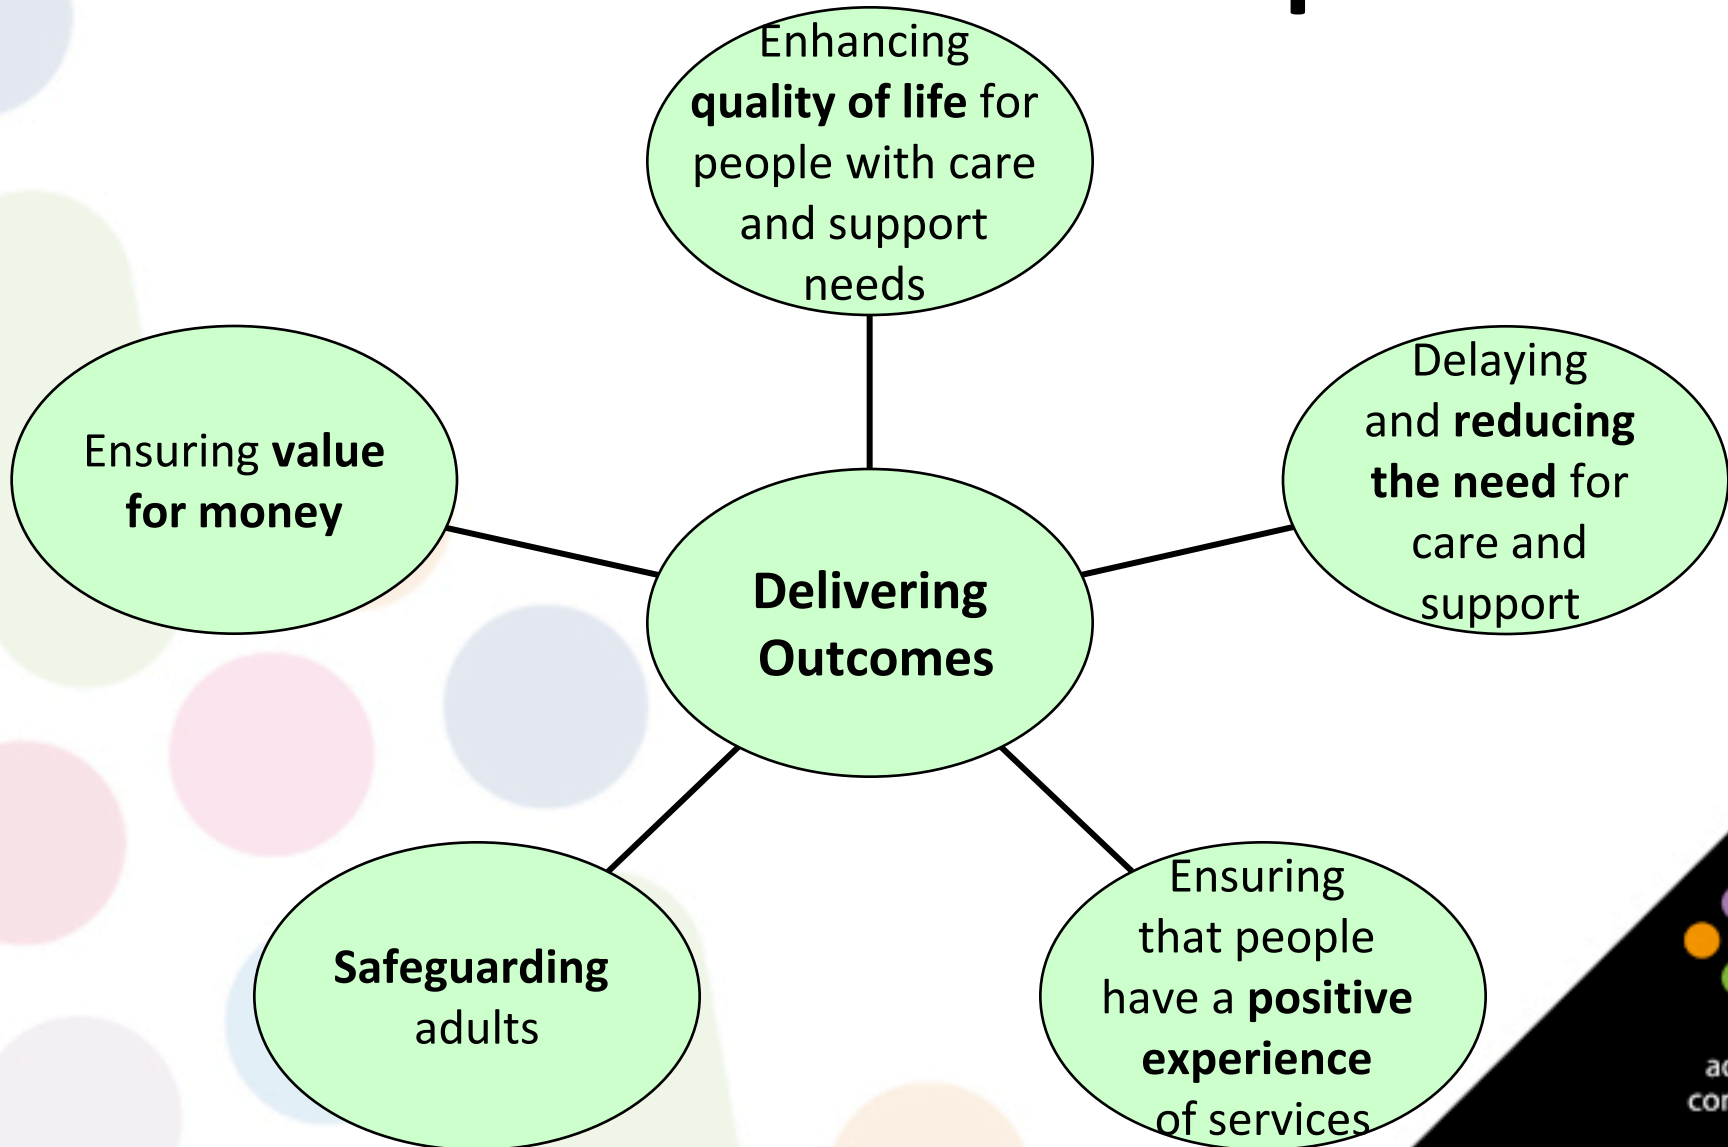 Enhancing
quality of life for
people with care
and support
needs
Ensuring value
for money
Delaying
and reducing
the need for
care and
support
Delivering
Outcomes
Safeguarding
adults
Ensuring
that people
have a positive
experience
of services